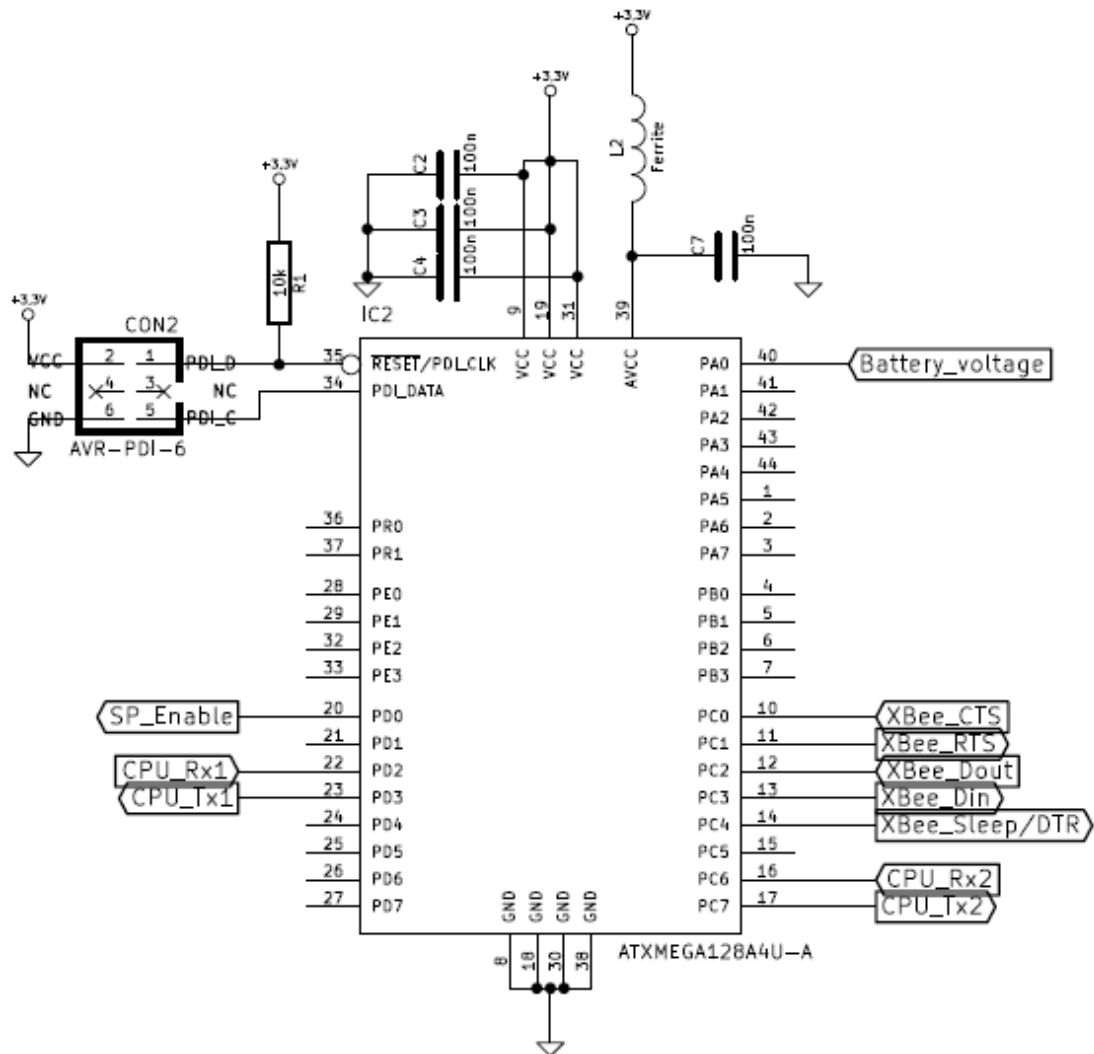 +3.3V
+3.3V
+3.3V
+3.3V
C2
100n
C3
100n
C4
100n
L2
Ferrite
C7
100n
10k
R1
CON2
VCC 2 1 PDI_D
NC 4 3 NC
GND 6 5 PDI_C
AVR-PDI-6
IC2
9 VCC
19 VCC
31 VCC
39 AVCC
35 RESET/PDI_CLK
34 PDI_DATA
36 PR0
37 PR1
28 PE0
29 PE1
32 PE2
33 PE3
SP_Enable 20 PD0
21 PD1
CPU_Rx1 22 PD2
CPU_Tx1 23 PD3
24 PD4
25 PD5
26 PD6
27 PD7
PA0 40 Battery_voltage
PA1 41
PA2 42
PA3 43
PA4 44
PA5 1
PA6 2
PA7 3
PB0 4
PB1 5
PB2 6
PB3 7
PC0 10 XBee_CTS
PC1 11 XBee_RTS
PC2 12 XBee_Dout
PC3 13 XBee_Din
PC4 14 XBee_Sleep/DTR
PC5 15
PC6 16 CPU_Rx2
PC7 17 CPU_Tx2
GND GND GND GND
8 18 30 38
ATXMEGA128A4U-A